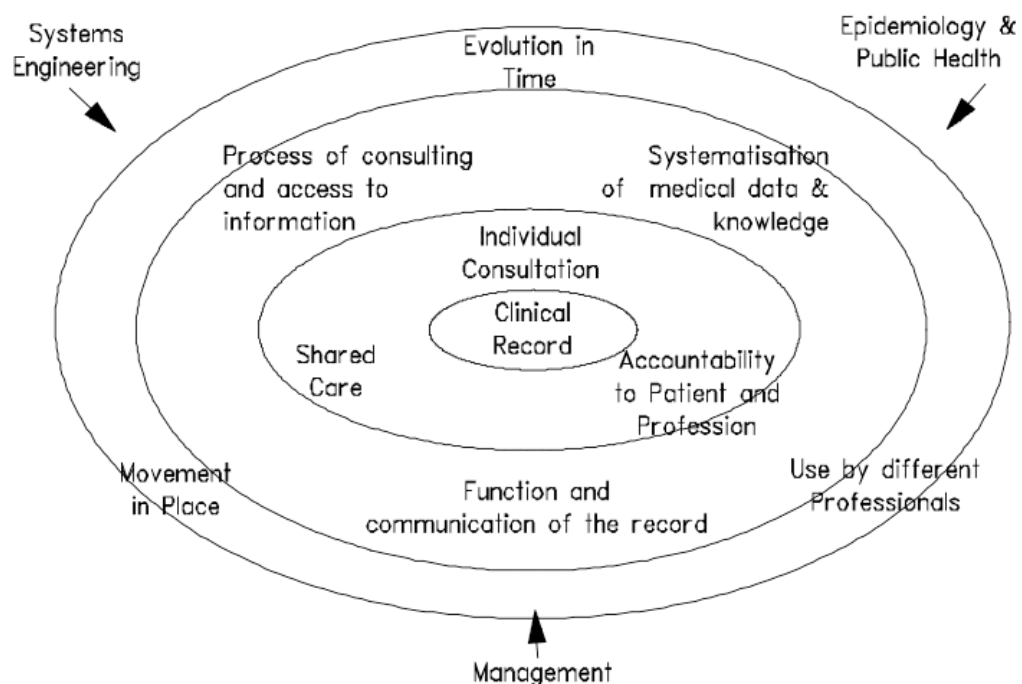 Systems
Engineering
Epidemiology &
Public Health
Evolution in
Time
Process of consulting
and access to
information
Systematisation
of medical data &
knowledge
Individual
Consultation
Clinical
Record
Shared
Care
Accountability
to Patient and
Profession
Movement
in Place
Function and
communication of the record
Use by different
Professionals
Management